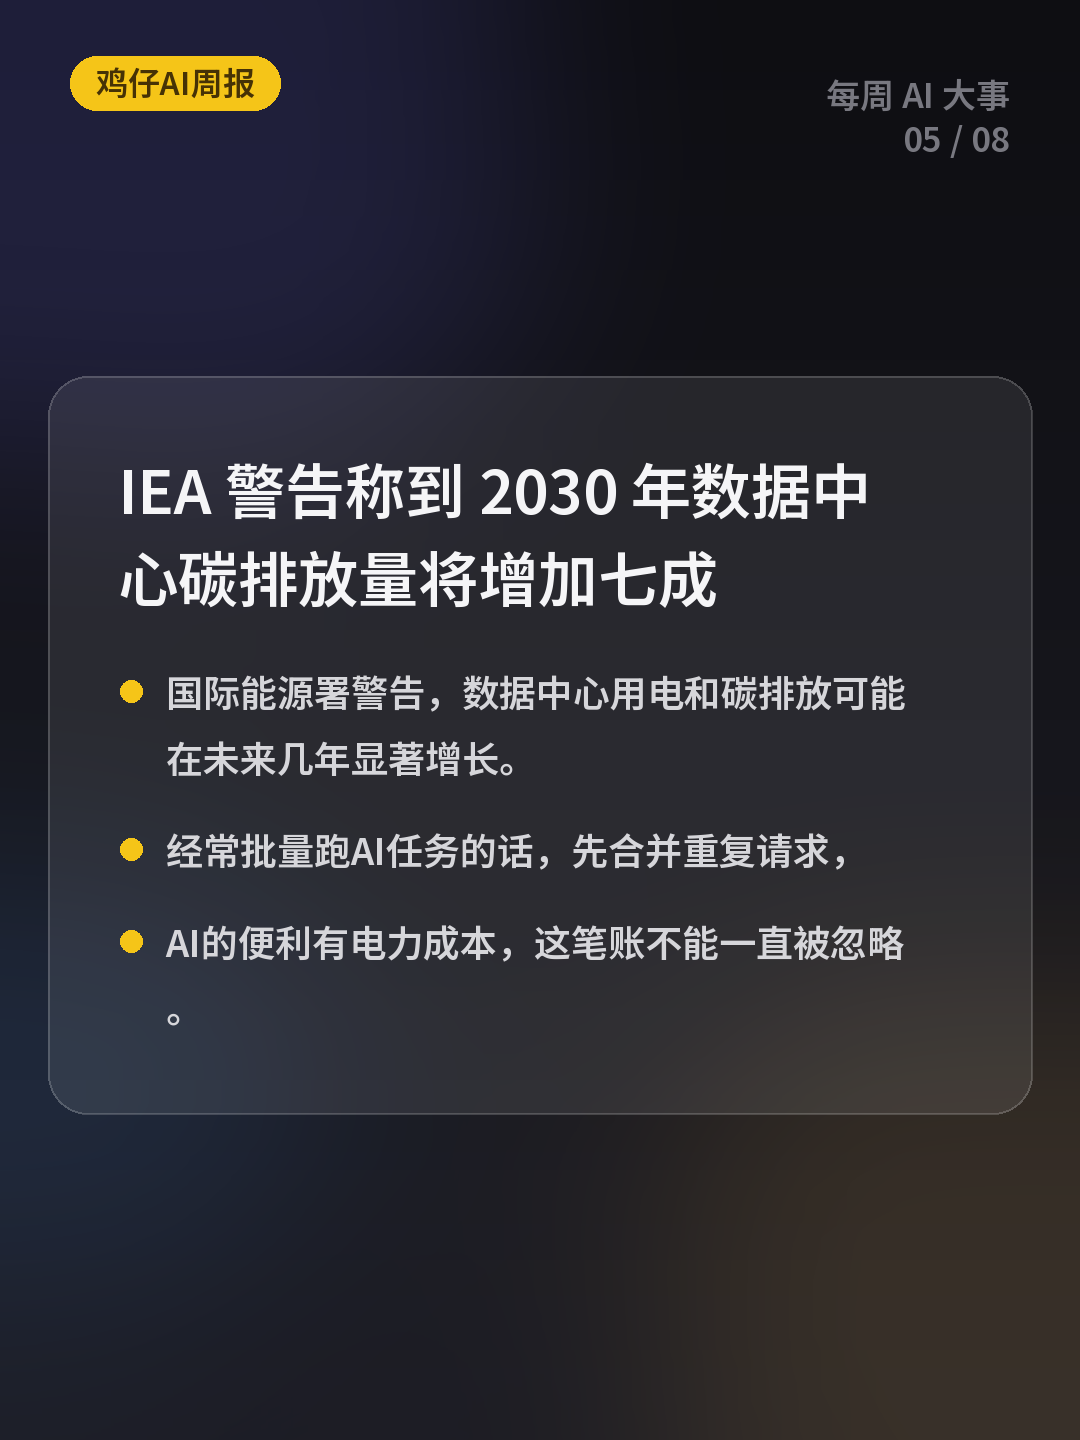 鸡仔AI周报
每周 AI 大事
05 / 08
IEA 警告称到 2030 年数据中
心碳排放量将增加七成
国际能源署警告，数据中心用电和碳排放可能
在未来几年显著增长。
经常批量跑AI任务的话，先合并重复请求，
AI的便利有电力成本，这笔账不能一直被忽略
。